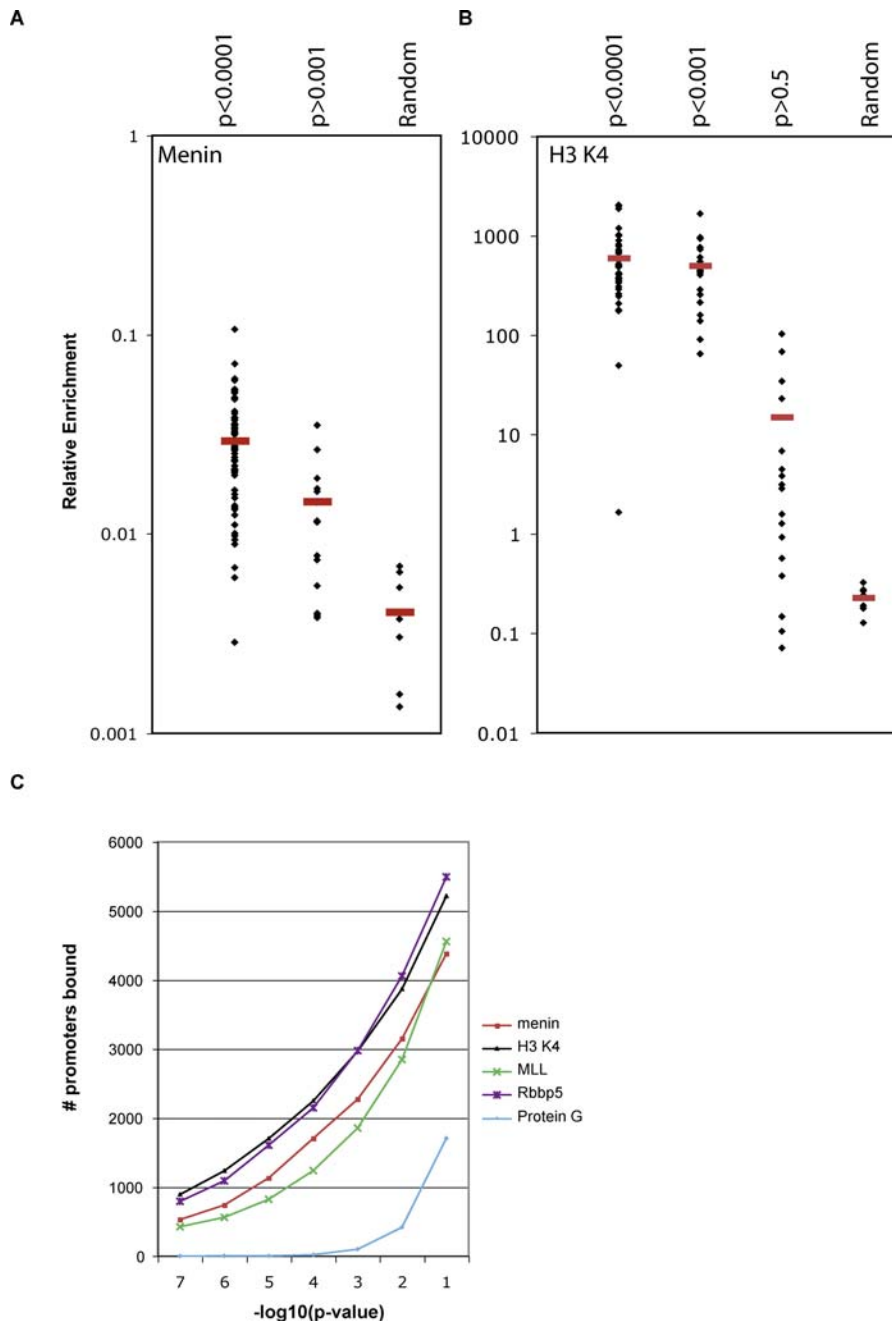 A
B
p<0.0001
p>0.001
Random
p<0.0001
p<0.001
p>0.5
Random
Menin
H3 K4
Relative Enrichment
1
0.1
0.01
0.001
10000
1000
100
10
1
0.1
0.01
C
# promoters bound
6000
5000
4000
3000
2000
1000
0
7 6 5 4 3 2 1
-log10(p-value)
menin
H3 K4
MLL
Rbbp5
Protein G